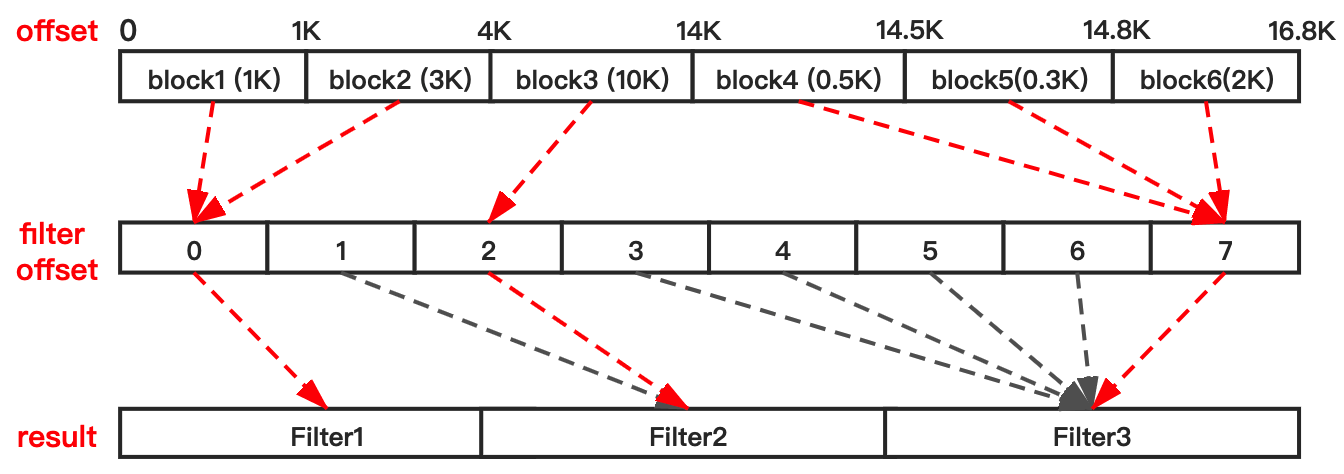 offset 0 1K 4K 14K 14.5K 14.8K 16.8K
block1 (1K) block2 (3K) block3 (10K) block4 (0.5K) block5(0.3K) block6(2K)
filter
offset
0 1 2 3 4 5 6 7
result Filter1 Filter2 Filter3